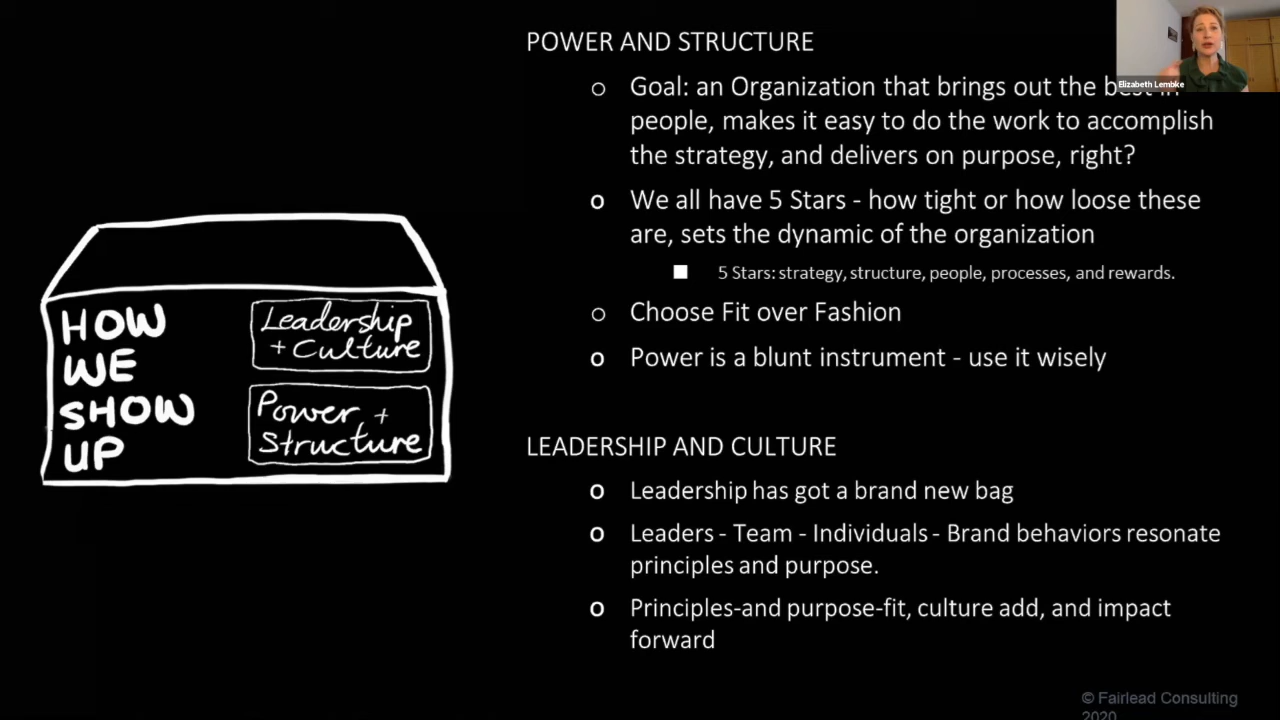 POWER AND STRUCTURE
Elizabeth Lembke
Goal: an Organization that brings out the best in
people, makes it easy to do the work to accomplish
the strategy, and delivers on purpose, right?
We all have 5 Stars - how tight or how loose these
are, sets the dynamic of the organization
5 Stars: strategy, structure, people, processes, and rewards.
Choose Fit over Fashion
Power is a blunt instrument - use it wisely
HOW
WE
SHOW
UP
Leadership
+ Culture
Power +
Structure
LEADERSHIP AND CULTURE
Leadership has got a brand new bag
Leaders - Team - Individuals - Brand behaviors resonate
principles and purpose.
Principles-and purpose-fit, culture add, and impact
forward
© Fairlead Consulting
2020